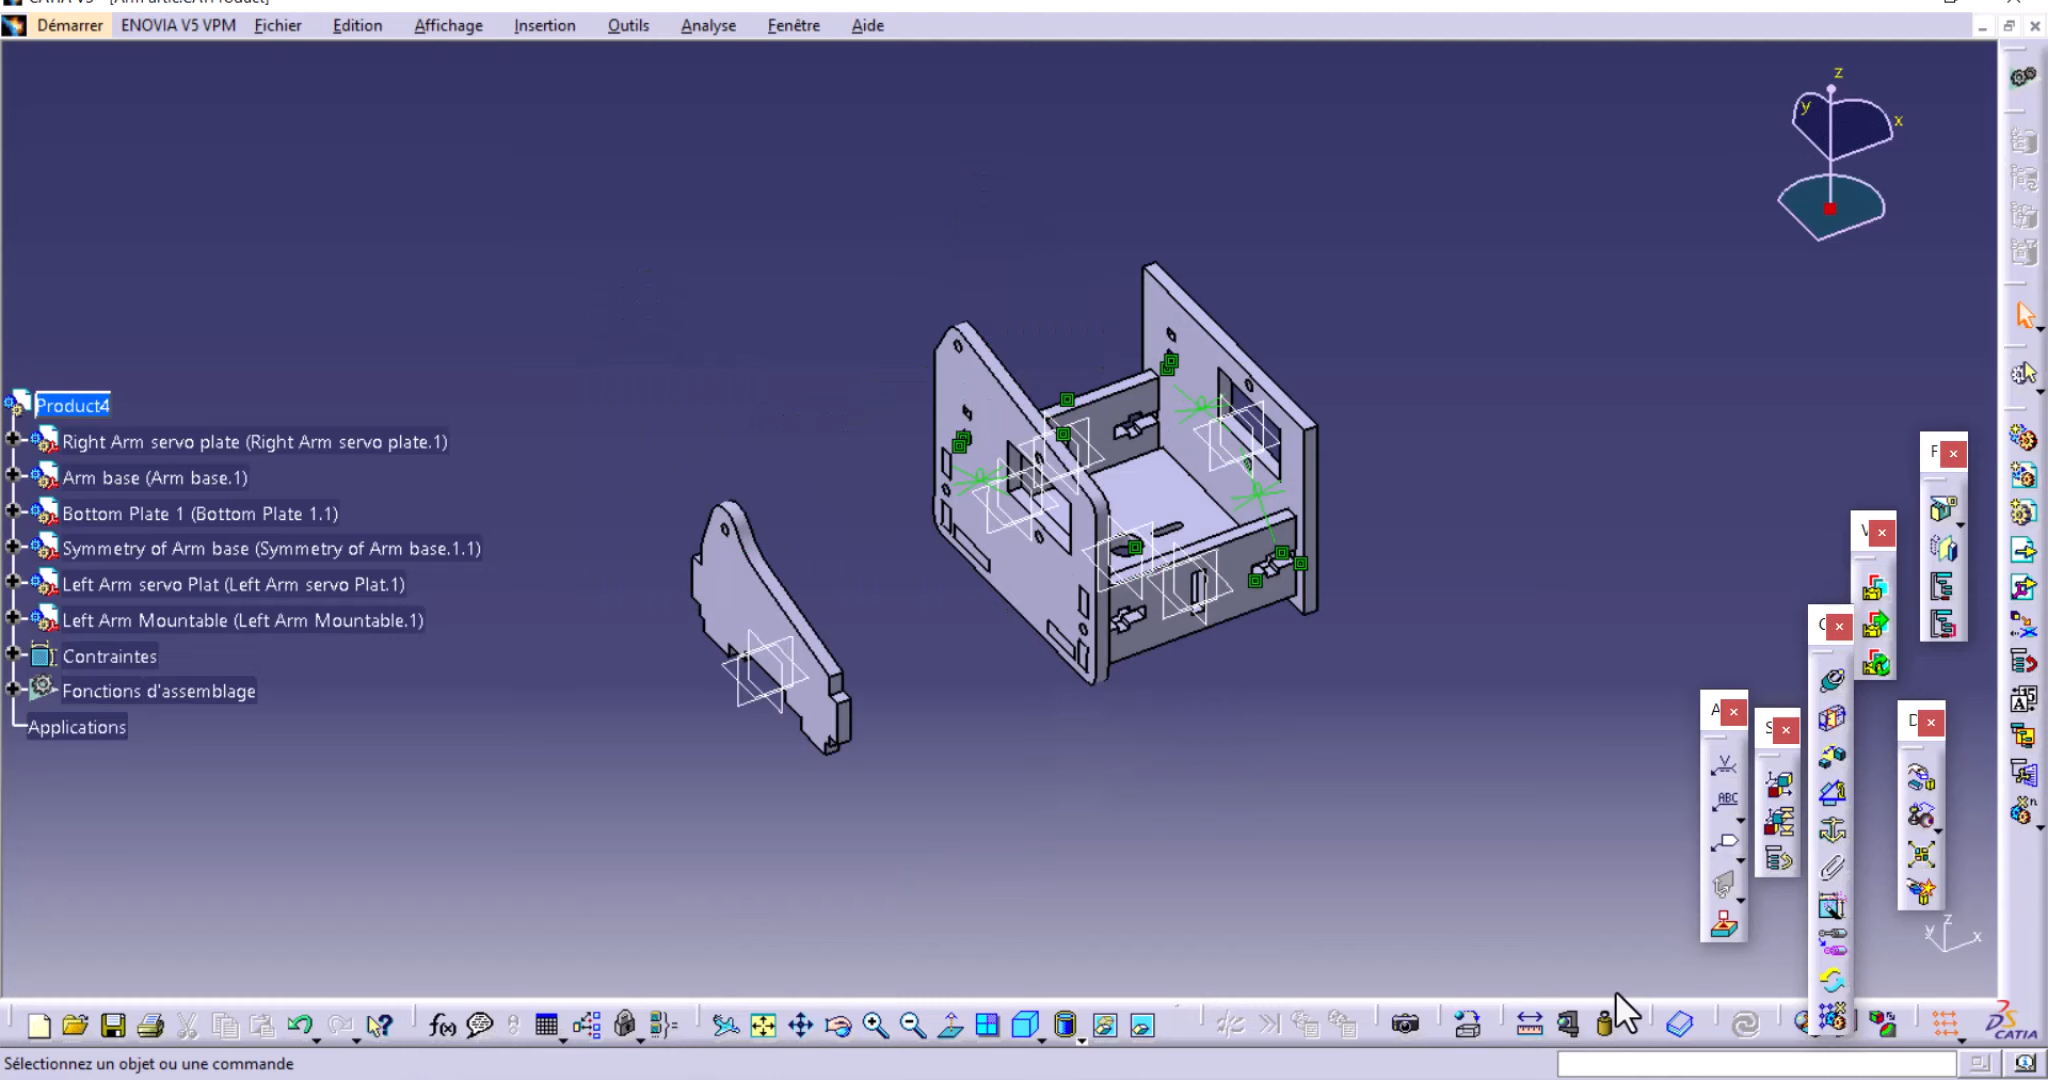 Démarrer ENOVIA V5 VPM Fichier Edition Affichage Insertion Outils Analyse Fenêtre Aide
z
y
x
Product4
Right Arm servo plate (Right Arm servo plate.1)
Arm base (Arm base.1)
Bottom Plate 1 (Bottom Plate 1.1)
Symmetry of Arm base (Symmetry of Arm base.1.1)
Left Arm servo Plat (Left Arm servo Plat.1)
Left Arm Mountable (Left Arm Mountable.1)
Contraintes
Fonctions d'assemblage
Applications
F
V
C
A
S
D
ABC
z
y
x
f(x)
CATIA
Sélectionnez un objet ou une commande